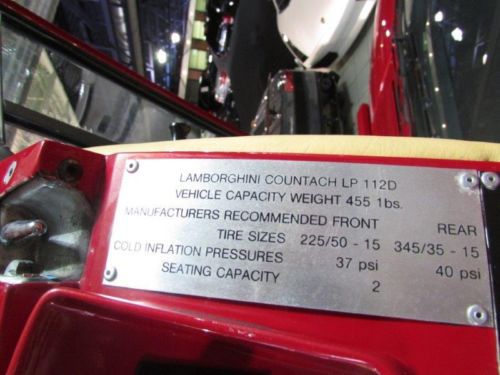 LAMBORGHINI COUNTACH LP 112D
VEHICLE CAPACITY WEIGHT 455 lbs.
MANUFACTURERS RECOMMENDED FRONT REAR
TIRE SIZES 225/50 - 15 345/35 - 15
COLD INFLATION PRESSURES 37 psi 40 psi
SEATING CAPACITY 2